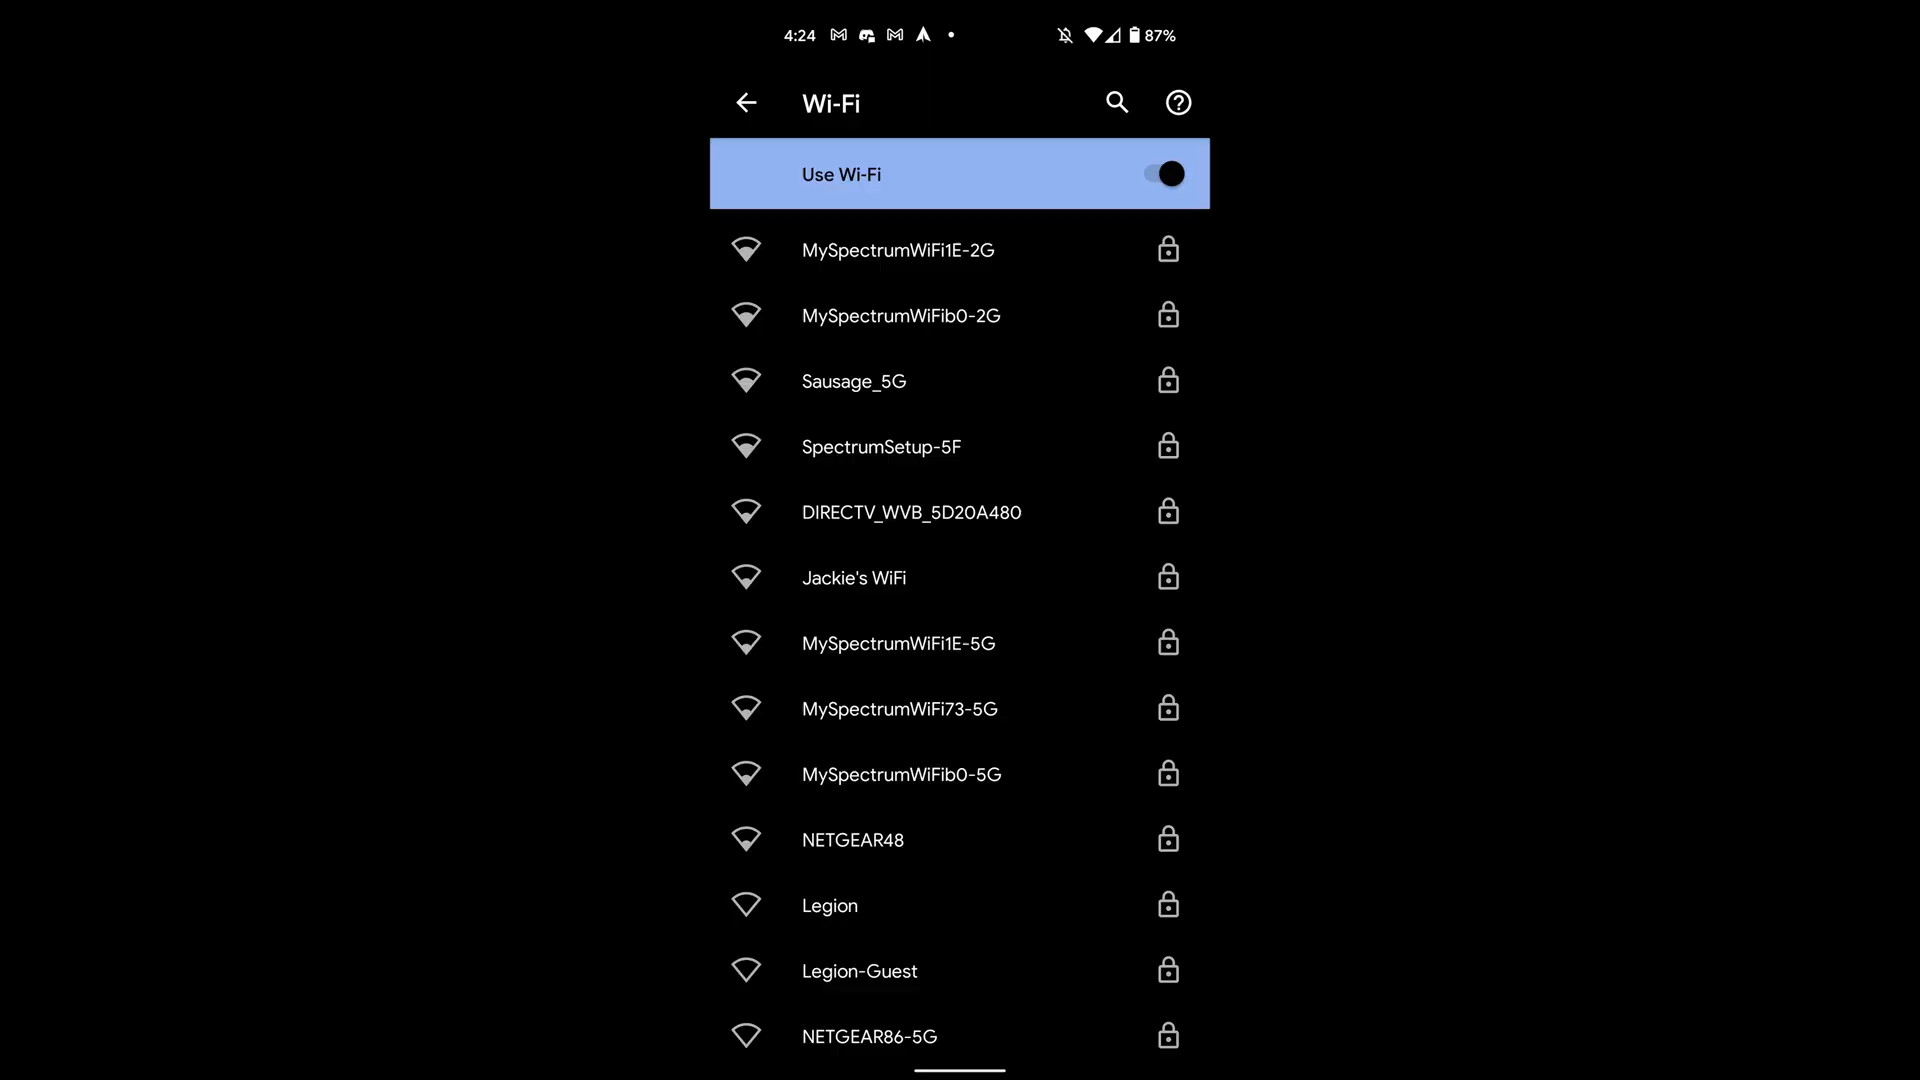 4:24 87%
Wi-Fi
Use Wi-Fi
MySpectrumWiFi1E-2G
MySpectrumWiFib0-2G
Sausage_5G
SpectrumSetup-5F
DIRECTV_WVB_5D20A480
Jackie's WiFi
MySpectrumWiFi1E-5G
MySpectrumWiFi73-5G
MySpectrumWiFib0-5G
NETGEAR48
Legion
Legion-Guest
NETGEAR86-5G